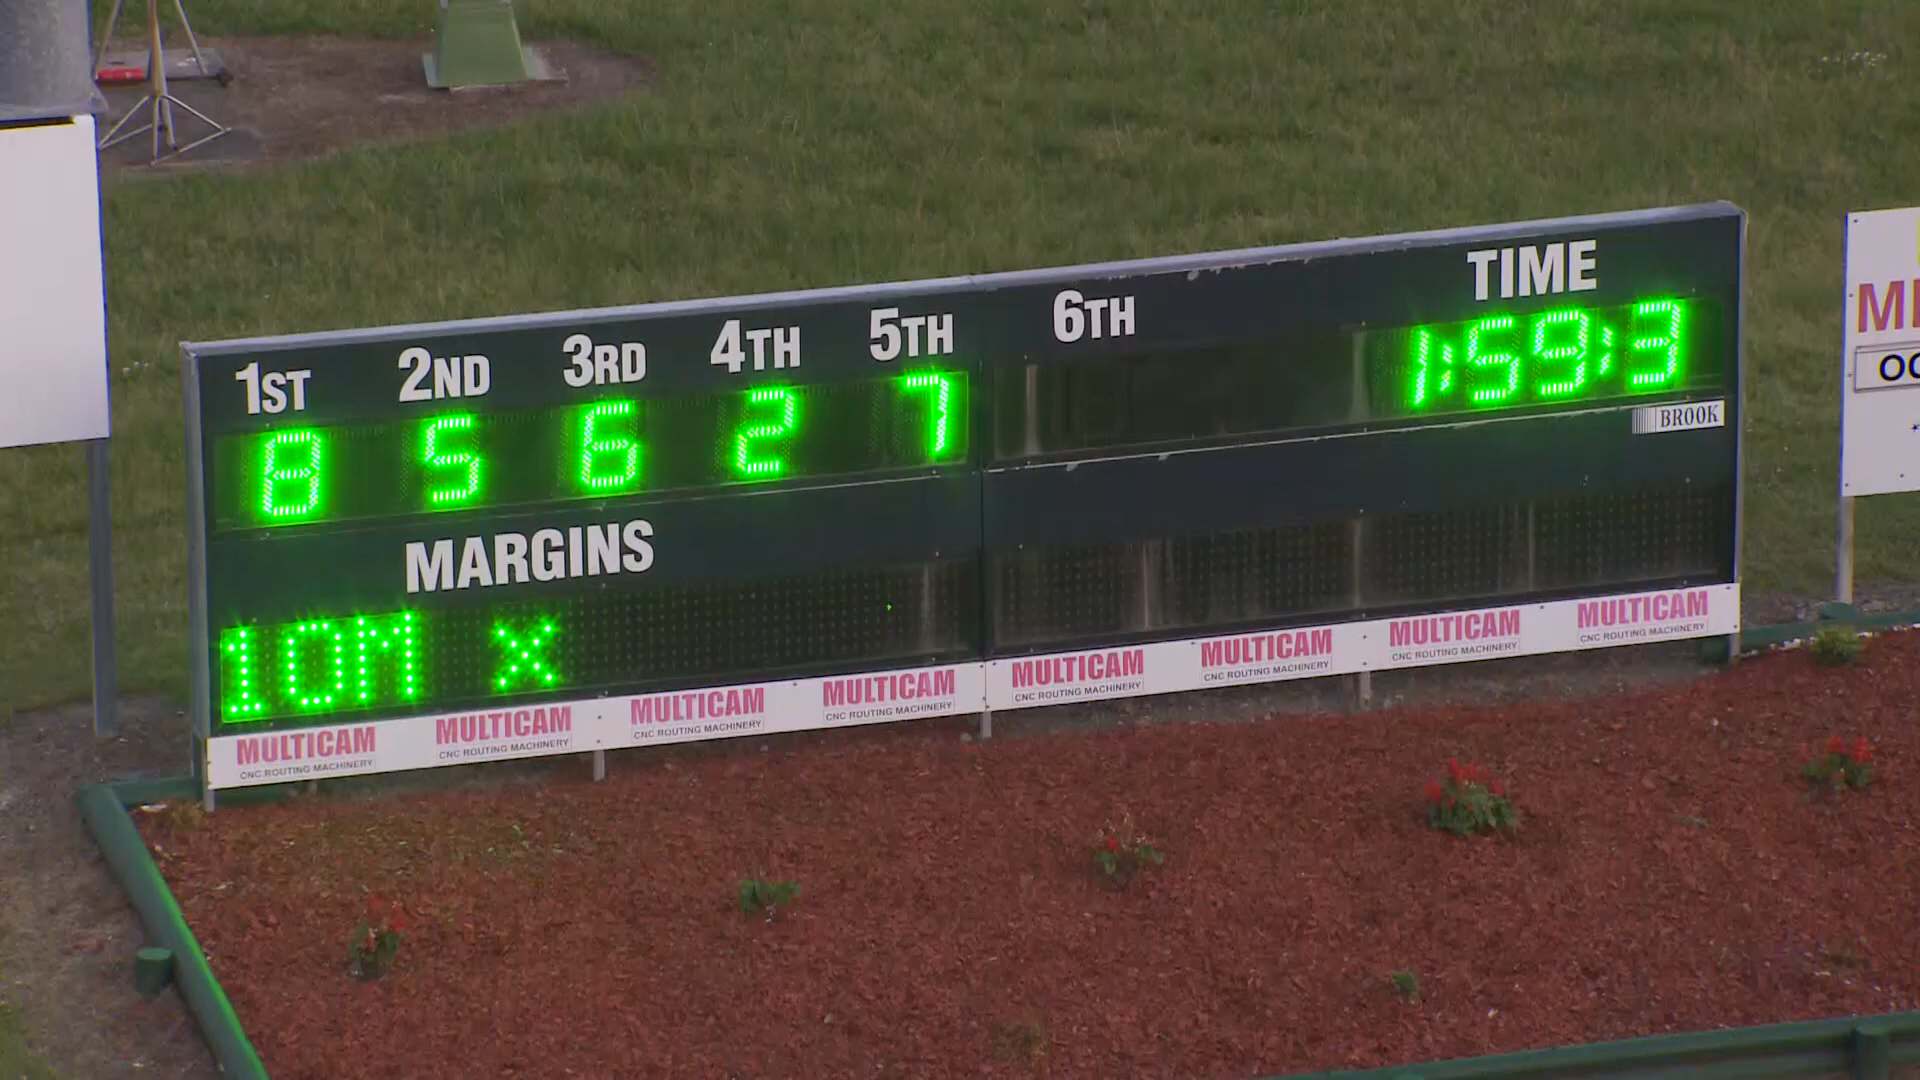 1ST 2ND 3RD 4TH 5TH 6TH TIME
8 5 6 2 7 1:59:3
BROOK
MARGINS
10M X
MULTICAM MULTICAM MULTICAM MULTICAM MULTICAM MULTICAM MULTICAM MULTICAM
CNC ROUTING MACHINERY CNC ROUTING MACHINERY CNC ROUTING MACHINERY CNC ROUTING MACHINERY CNC ROUTING MACHINERY CNC ROUTING MACHINERY CNC ROUTING MACHINERY CNC ROUTING MACHINERY